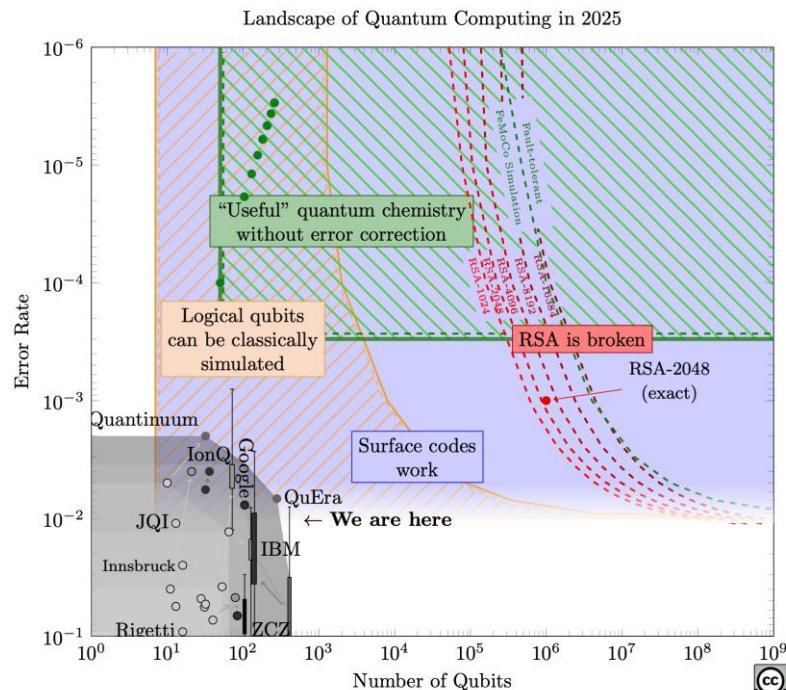 Landscape of Quantum Computing in 2025
Error Rate
10^-6
10^-5
10^-4
10^-3
10^-2
10^-1
"Useful" quantum chemistry
without error correction
Logical qubits
can be classically
simulated
Fault-tolerant
FeMoCo Simulation
RSA-1024
RSA-2048
RSA-4096
RSA-8192
RSA-16384
RSA is broken
RSA-2048
(exact)
Surface codes
work
Quantinuum
IonQ
Google
QuEra
← We are here
JQI
IBM
Innsbruck
Rigetti
ZCZ
10^0
10^1
10^2
10^3
10^4
10^5
10^6
10^7
10^8
10^9
Number of Qubits
cc